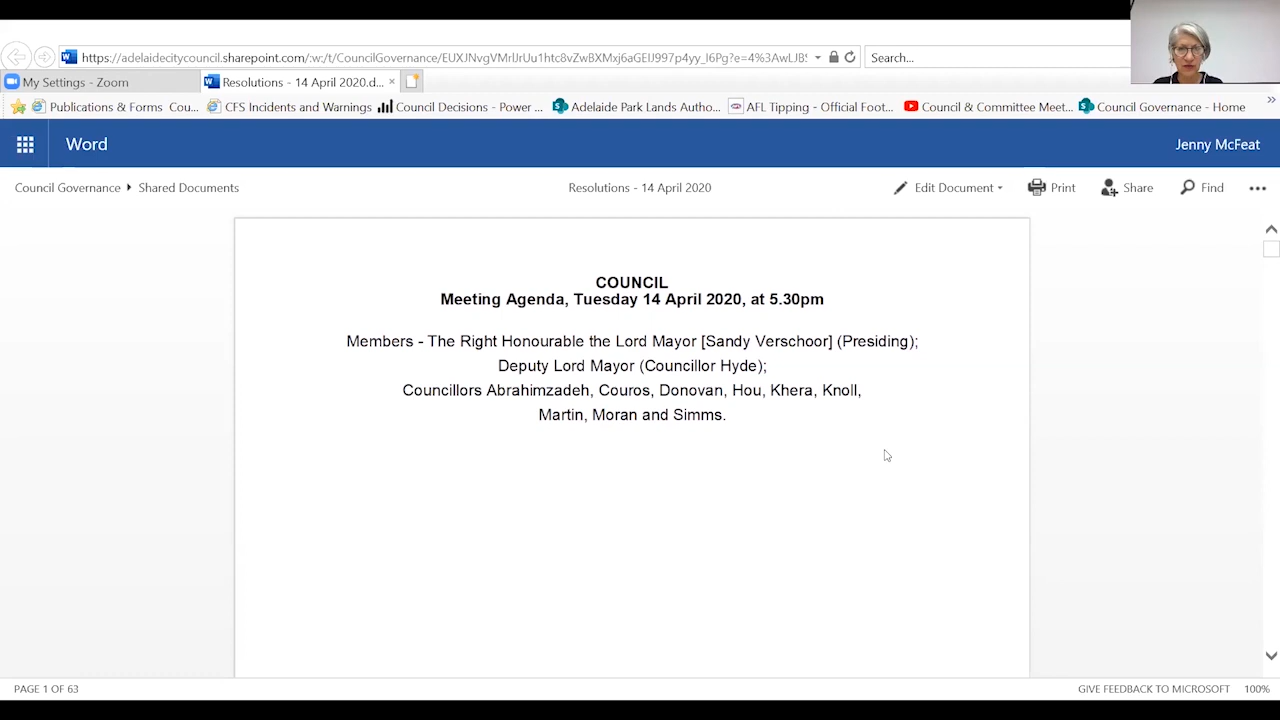 https://adelaidecitycouncil.sharepoint.com/:w:/t/CouncilGovernance/
Search...
My Settings - Zoom
Resolutions - 14 April 2020.d...
Publications & Forms Cou...
CFS Incidents and Warnings
Council Decisions - Power ...
Adelaide Park Lands Autho...
AFL Tipping - Official Foot...
Council & Committee Meet...
Council Governance - Home
Word
Jenny McFeat
Council Governance
Shared Documents
Resolutions - 14 April 2020
Edit Document
Print
Share
Find
COUNCIL
Meeting Agenda, Tuesday 14 April 2020, at 5.30pm
Members - The Right Honourable the Lord Mayor [Sandy Verschoor] (Presiding);
Deputy Lord Mayor (Councillor Hyde);
Councillors Abrahimzadeh, Couros, Donovan, Hou, Khera, Knoll,
Martin, Moran and Simms.
PAGE 1 OF 63
GIVE FEEDBACK TO MICROSOFT
100%